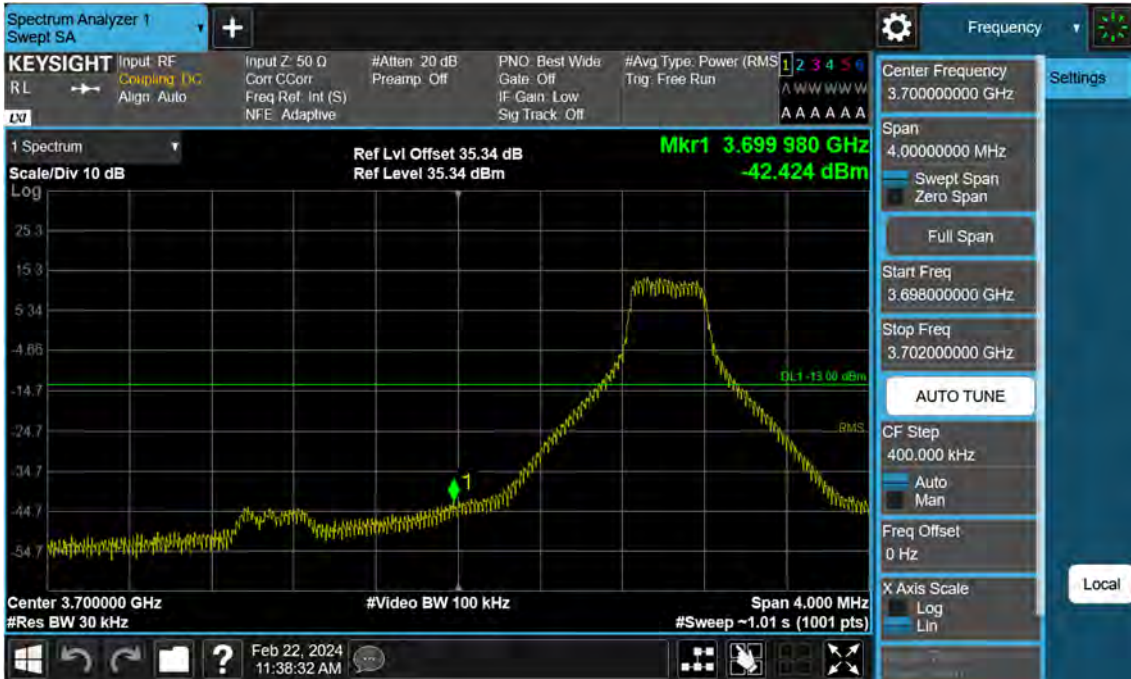 Spectrum Analyzer 1
Swept SA
+
Frequency
KEYSIGHT
RL
LXI
Input: RF
Coupling: DC
Align: Auto
Input Z: 50 Ω
Corr CCorr
Freq Ref: Int (S)
NFE: Adaptive
#Atten: 20 dB
Preamp: Off
PNO: Best Wide
Gate: Off
IF Gain: Low
Sig Track: Off
#Avg Type: Power (RMS
Trig: Free Run
1 2 3 4 5 6
A W W W W W
A A A A A A
1 Spectrum
Scale/Div 10 dB
Ref Lvl Offset 35.34 dB
Ref Level 35.34 dBm
Mkr1 3.699 980 GHz
-42.424 dBm
Log
25.3
15.3
5.34
-4.66
-14.7
-24.7
-34.7
-44.7
-54.7
DL1 -13.00 dBm
RMS
1
Center 3.700000 GHz
#Res BW 30 kHz
#Video BW 100 kHz
Span 4.000 MHz
#Sweep ~1.01 s (1001 pts)
Feb 22, 2024
11:38:32 AM
?
Center Frequency
3.700000000 GHz
Span
4.00000000 MHz
Swept Span
Zero Span
Full Span
Start Freq
3.698000000 GHz
Stop Freq
3.702000000 GHz
AUTO TUNE
CF Step
400.000 kHz
Auto
Man
Freq Offset
0 Hz
X Axis Scale
Log
Lin
Settings
Local